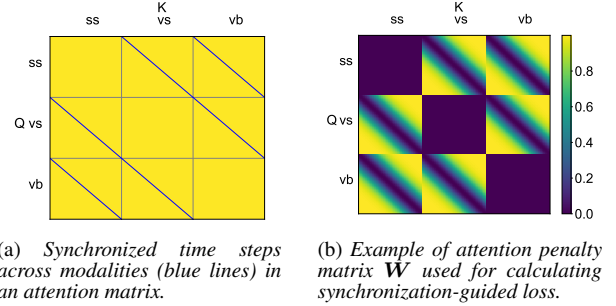 K
ss vs vb
ss
Q vs
vb
K
ss vs vb
ss
Q vs
vb
0.8
0.6
0.4
0.2
0.0
(a) Synchronized time steps
across modalities (blue lines) in
an attention matrix.
(b) Example of attention penalty
matrix W used for calculating
synchronization-guided loss.